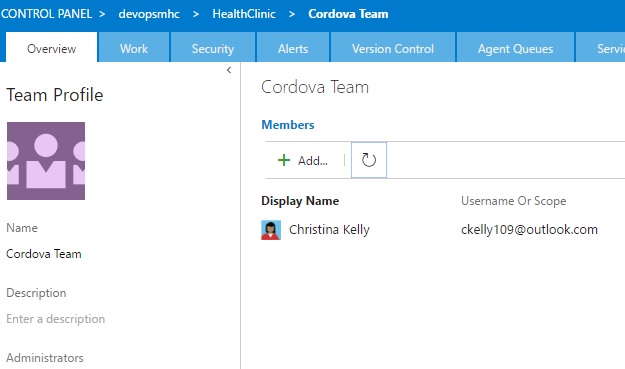 CONTROL PANEL > devopsmhc > HealthClinic > Cordova Team
Overview Work Security Alerts Version Control Agent Queues Servi
Team Profile
Name
Cordova Team
Description
Enter a description
Administrators
Cordova Team
Members
+ Add...
Display Name Username Or Scope
Christina Kelly ckelly109@outlook.com